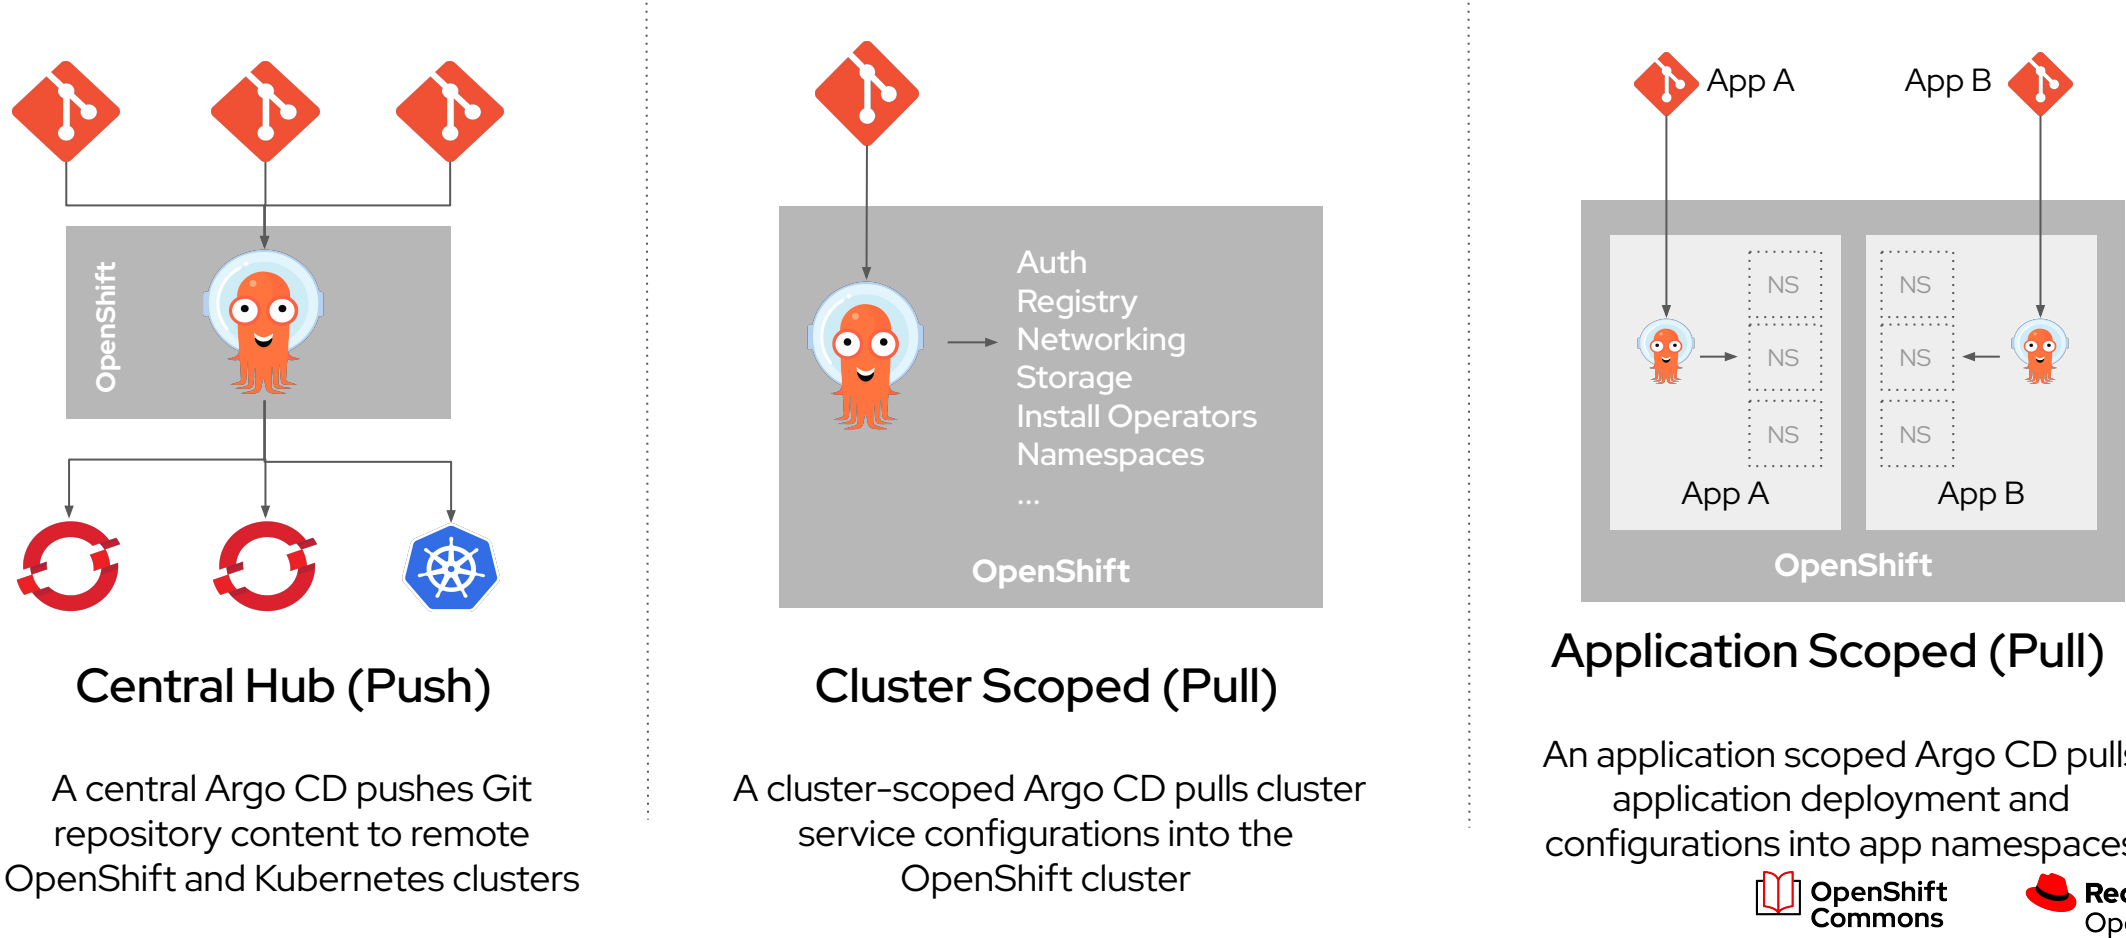 OpenShift
Central Hub (Push)
A central Argo CD pushes Git
repository content to remote
OpenShift and Kubernetes clusters
Auth
Registry
Networking
Storage
Install Operators
Namespaces
...
OpenShift
Cluster Scoped (Pull)
A cluster-scoped Argo CD pulls cluster
service configurations into the
OpenShift cluster
App A
App B
NS
NS
NS
NS
NS
NS
App A
App B
OpenShift
Application Scoped (Pull)
An application scoped Argo CD pulls
application deployment and
configurations into app namespaces
OpenShift
Commons